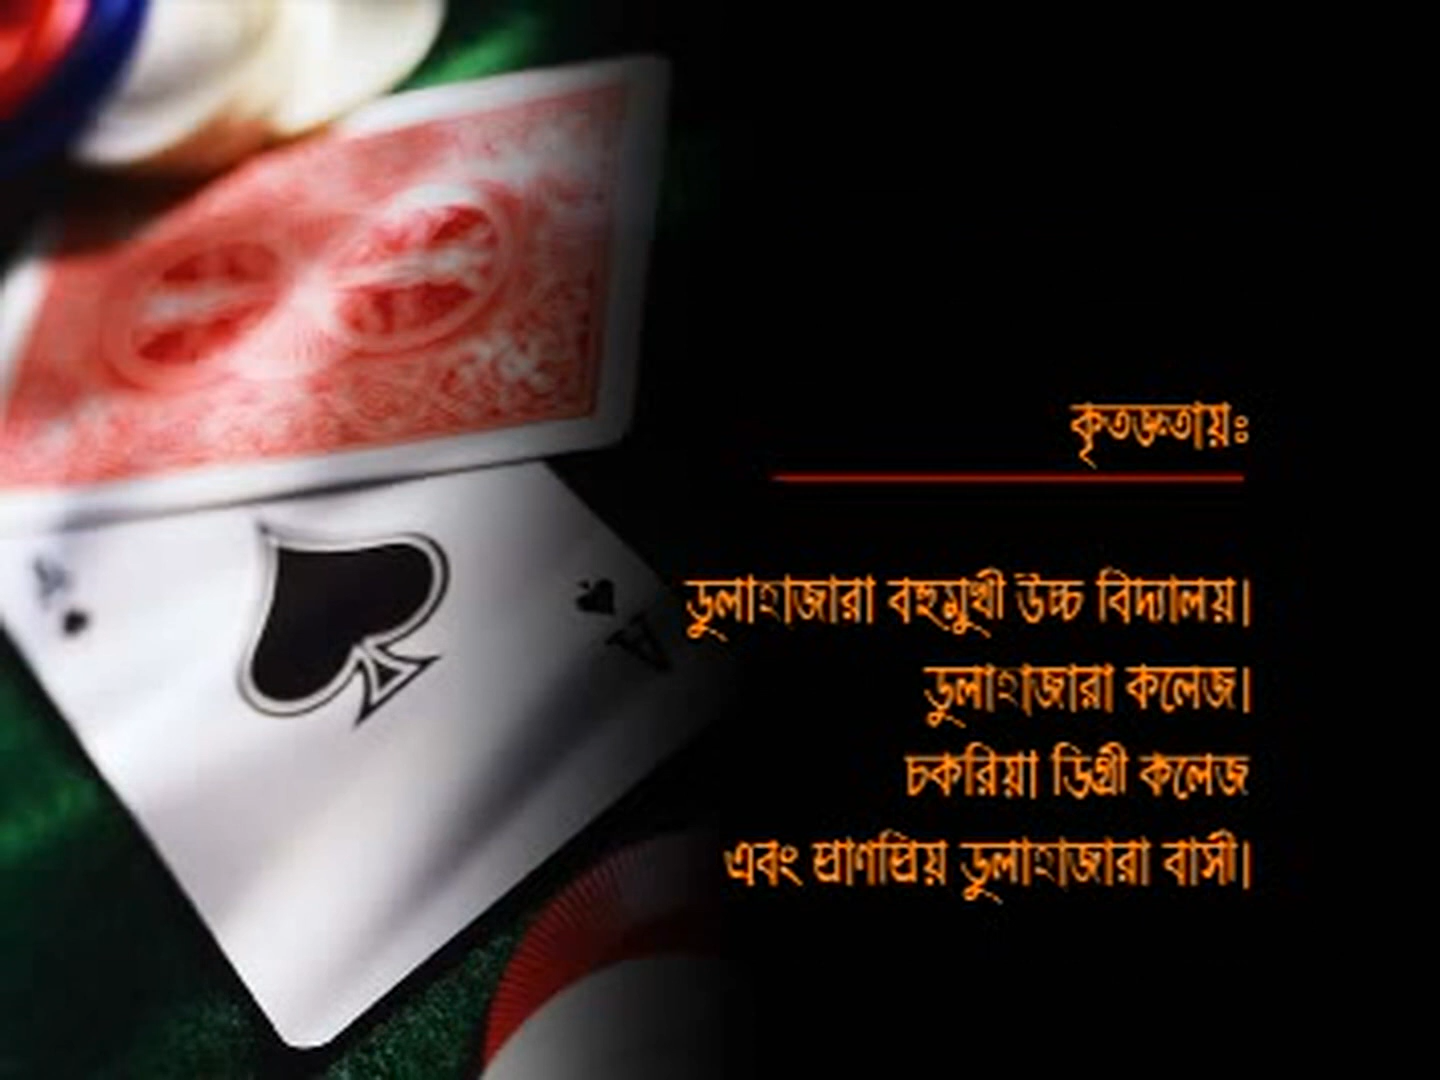 কৃতজ্ঞতায়ঃ
ডুলাহাজারা বহুমুখী উচ্চ বিদ্যালয়।
ডুলাহাজারা কলেজ।
চকরিয়া ডিগ্রী কলেজ
এবং প্রাণপ্রিয় ডুলাহাজারা বাসী।
A